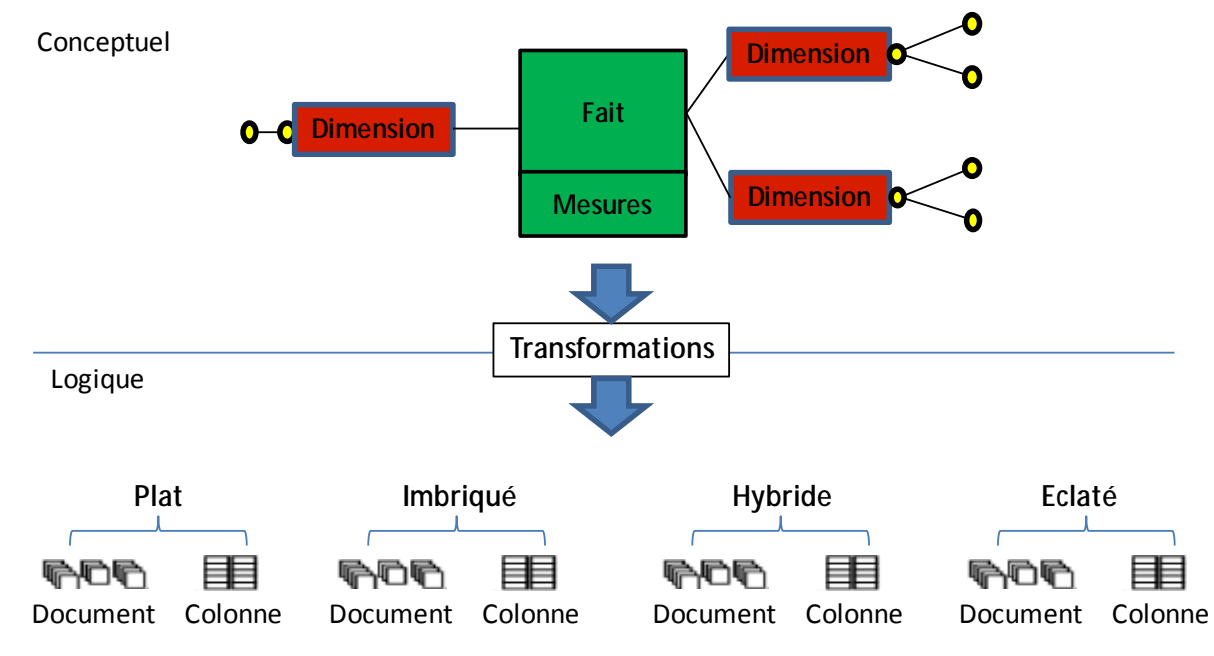 Conceptuel
Dimension
Fait
Mesures
Dimension
Dimension
Transformations
Logique
Plat
Imbriqué
Hybride
Eclaté
Document Colonne
Document Colonne
Document Colonne
Document Colonne